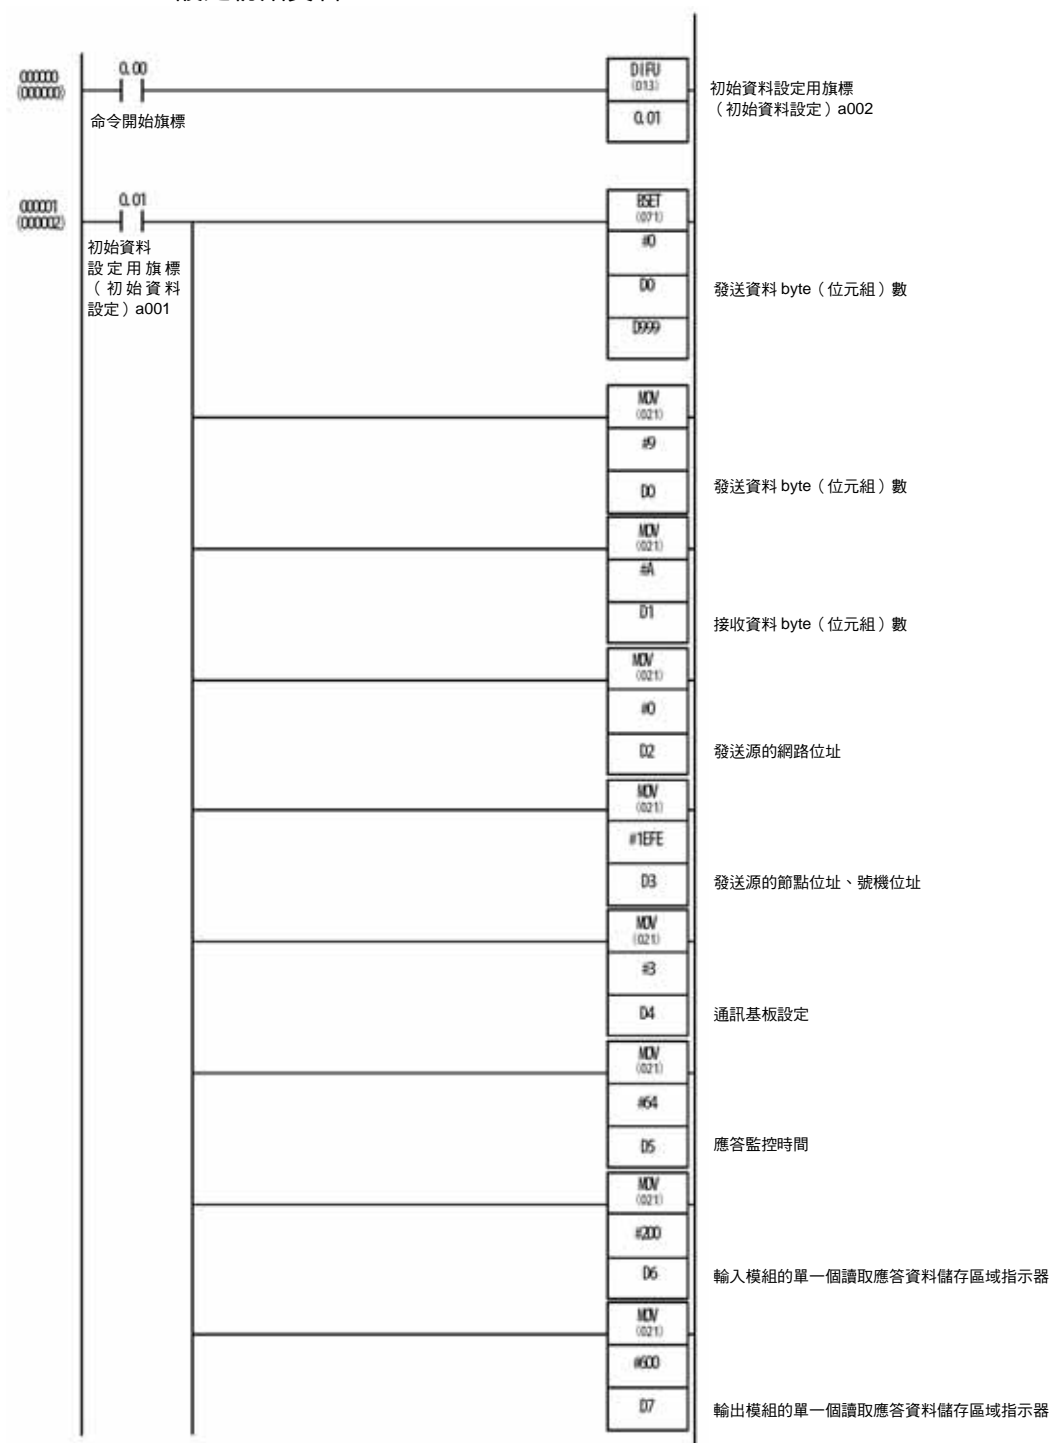 000000
(000000)
0.00
命令開始旗標
DIFU
(013)
0.01
初始資料設定用旗標
（初始資料設定）a002
000001
(000002)
0.01
初始資料
設定用旗標
（初始資料
設定）a001
BSET
(071)
#0
D0
D999
發送資料 byte（位元組）數
MOV
(021)
#9
D0
發送資料 byte（位元組）數
MOV
(021)
#A
D1
接收資料 byte（位元組）數
MOV
(021)
#0
D2
發送源的網路位址
MOV
(021)
#1EFE
D3
發送源的節點位址、號機位址
MOV
(021)
#3
D4
通訊基板設定
MOV
(021)
#64
D5
應答監控時間
MOV
(021)
#200
D6
輸入模組的單一個讀取應答資料儲存區域指示器
MOV
(021)
#600
D7
輸出模組的單一個讀取應答資料儲存區域指示器